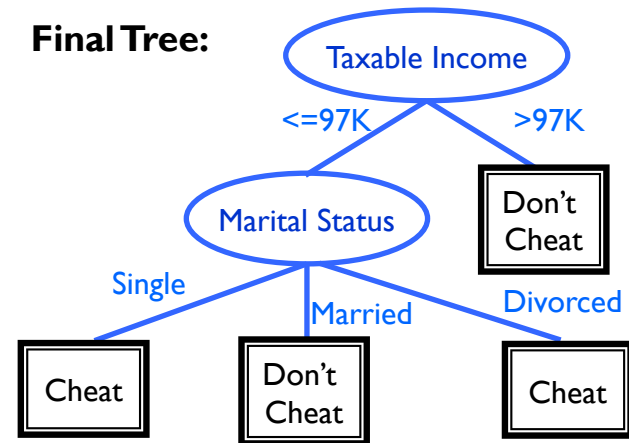 Final Tree:
Taxable Income
<=97K
>97K
Marital Status
Don't
Cheat
Single
Married
Divorced
Cheat
Don't
Cheat
Cheat